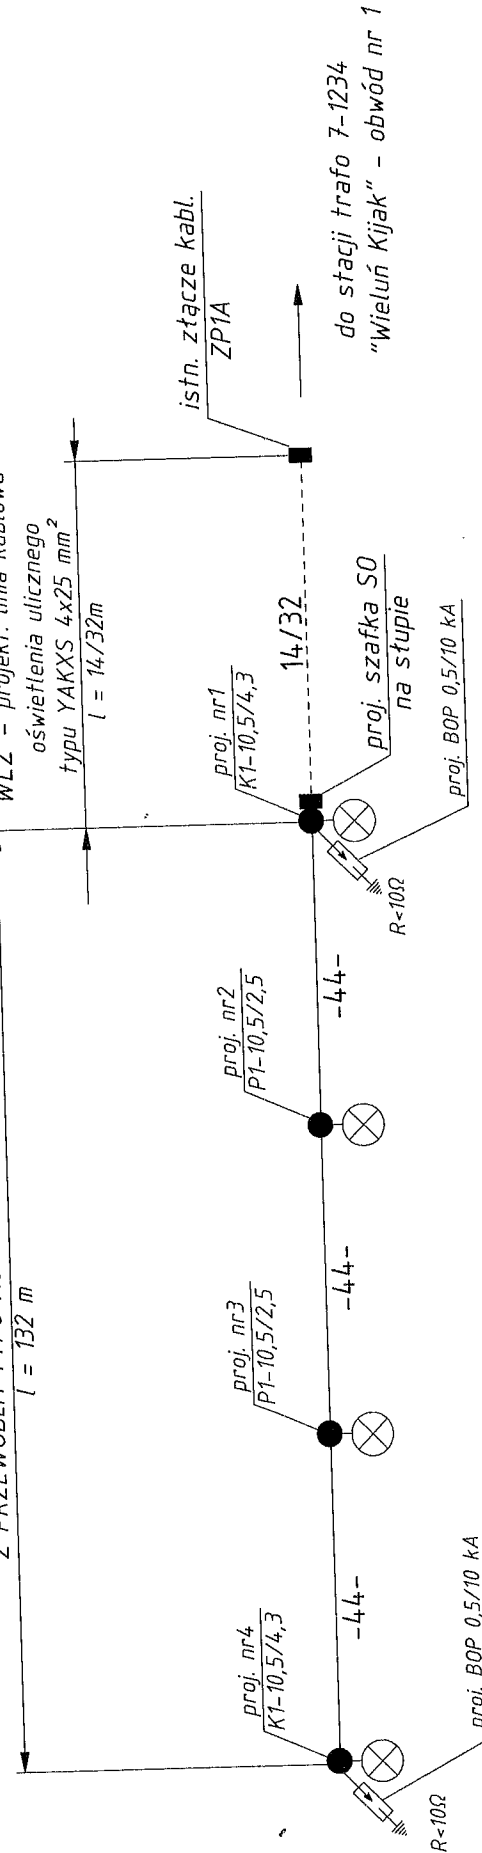 l = 132 m
WLZ - projekt. linia kablowa
oświetlenia ulicznego
typu YAKXS 4x25 mm²
l = 14/32m
proj. nr4
K1-10,5/4,3
proj. nr3
P1-10,5/2,5
proj. nr2
P1-10,5/2,5
proj. nr1
K1-10,5/4,3
istn. złącze kabl.
ZP1A
-44-
-44-
-44-
14/32
do stacji trafo 7-1234
"Wieluń Kijak" - obwód nr 1
proj. szafka SO
na słupie
proj. BOP 0,5/10 kA
R<10Ω
proj. BOP 0,5/10 kA
R<10Ω